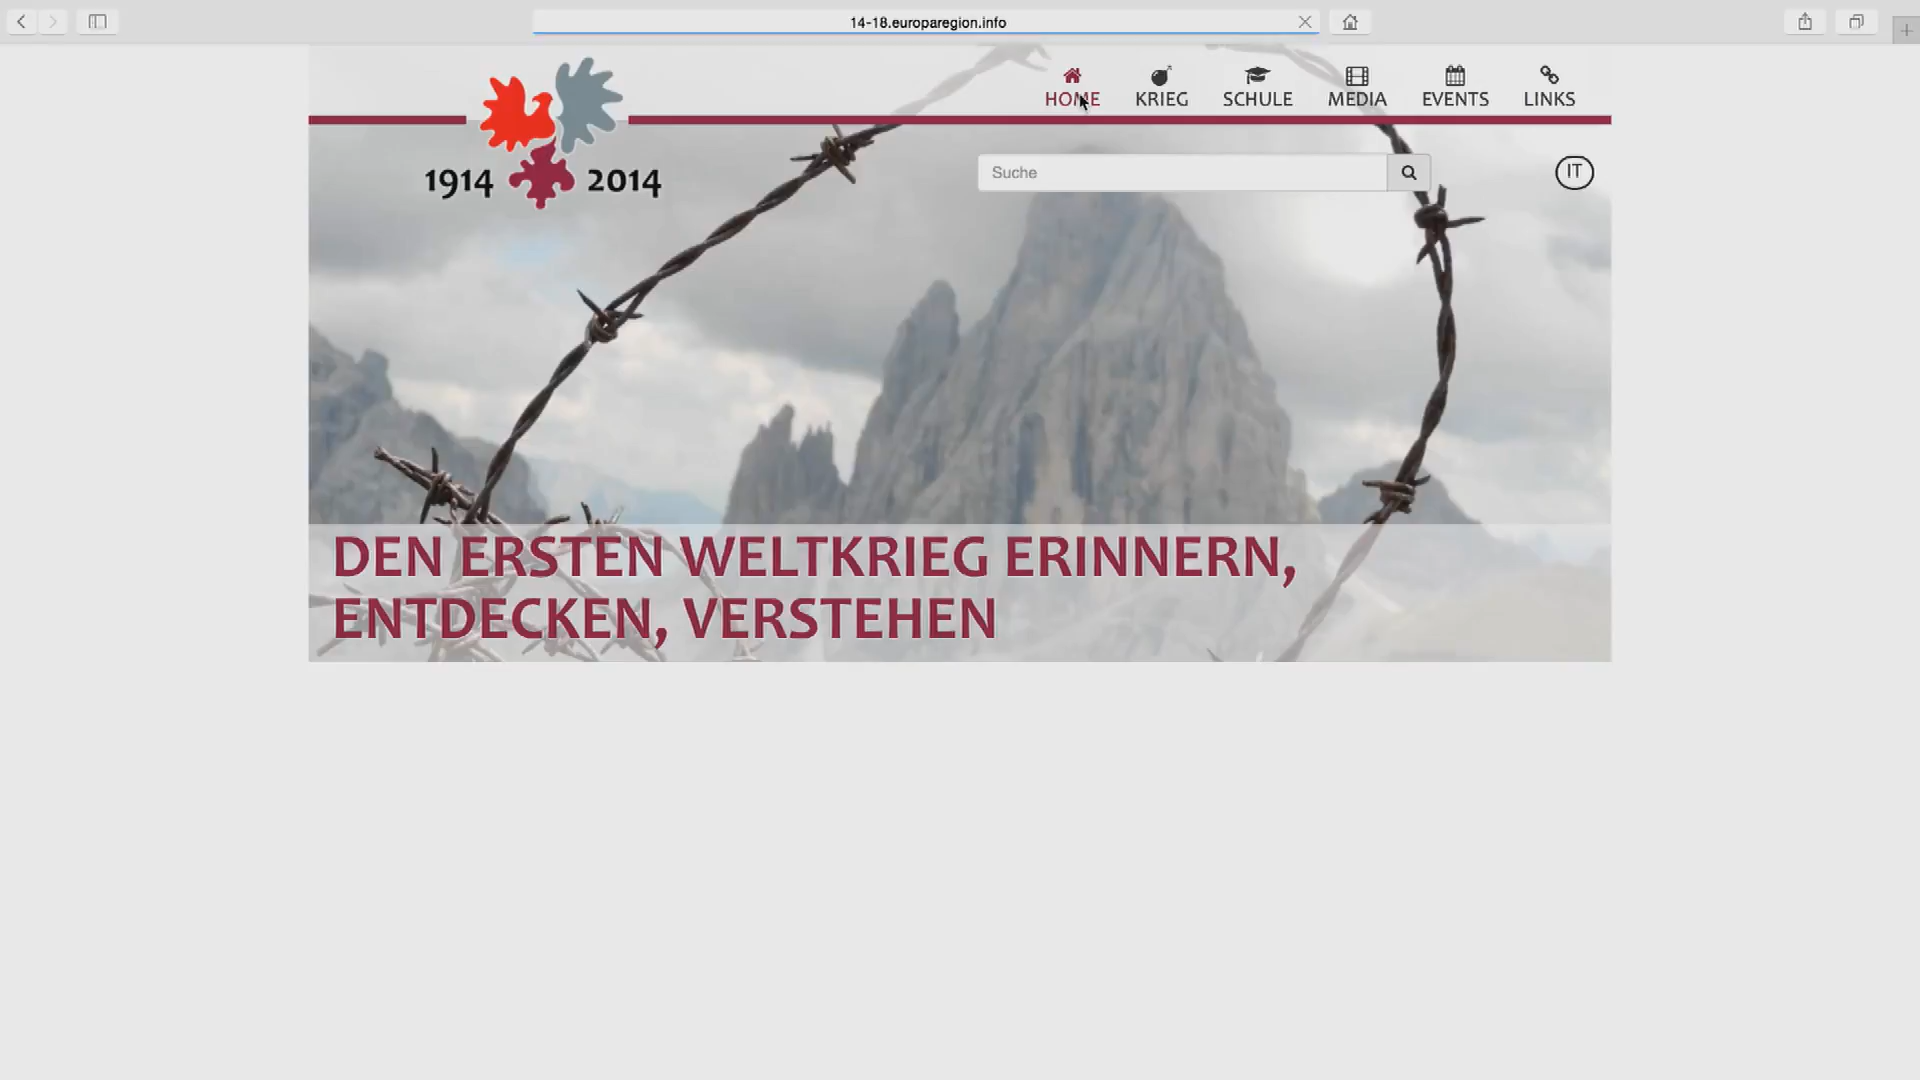 14-18.europaregion.info
HOME KRIEG SCHULE MEDIA EVENTS LINKS
1914 2014
Suche
IT
DEN ERSTEN WELTKRIEG ERINNERN,
ENTDECKEN, VERSTEHEN